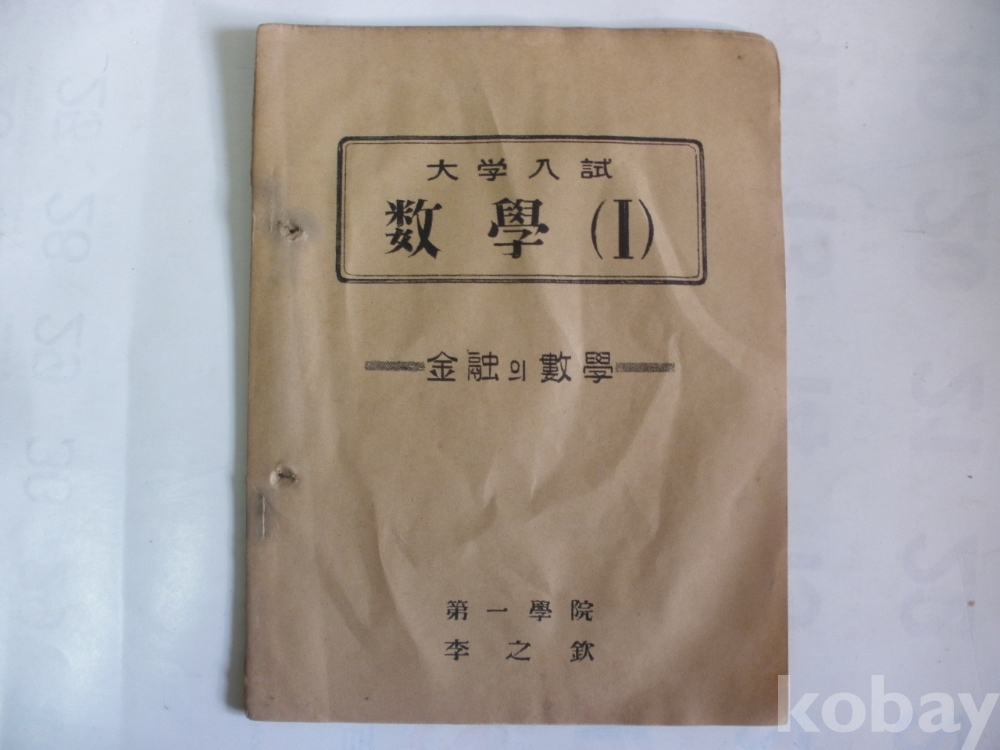 大学入試
数學 (I)
金融의 數學
第一學院
李之欽
kobay